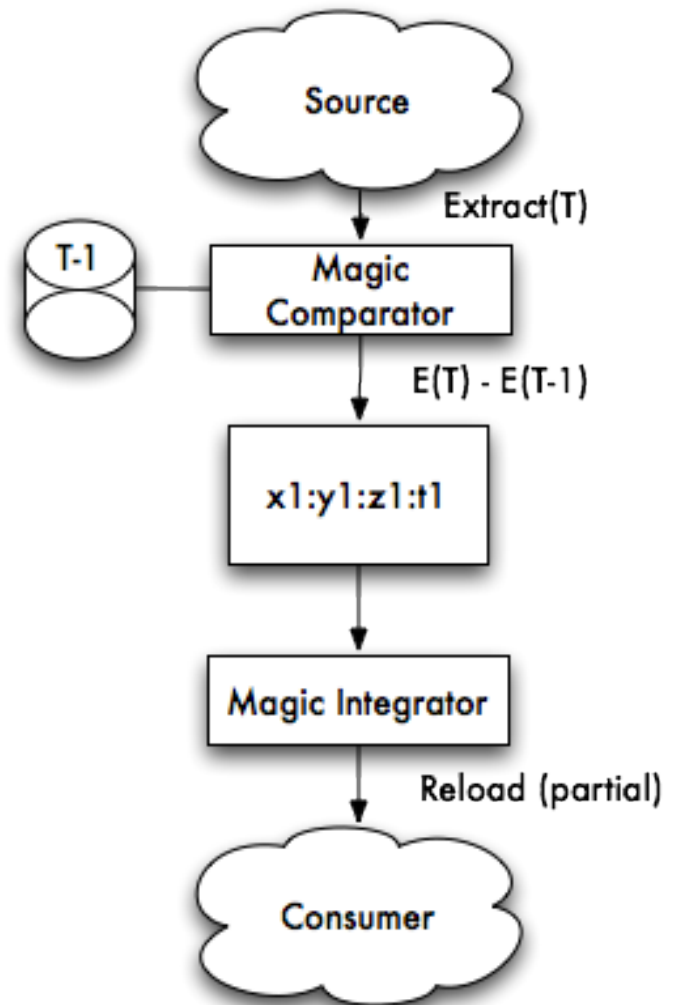 Source
Extract(T)
T-1
Magic
Comparator
E(T) - E(T-1)
x1:y1:z1:t1
Magic Integrator
Reload (partial)
Consumer